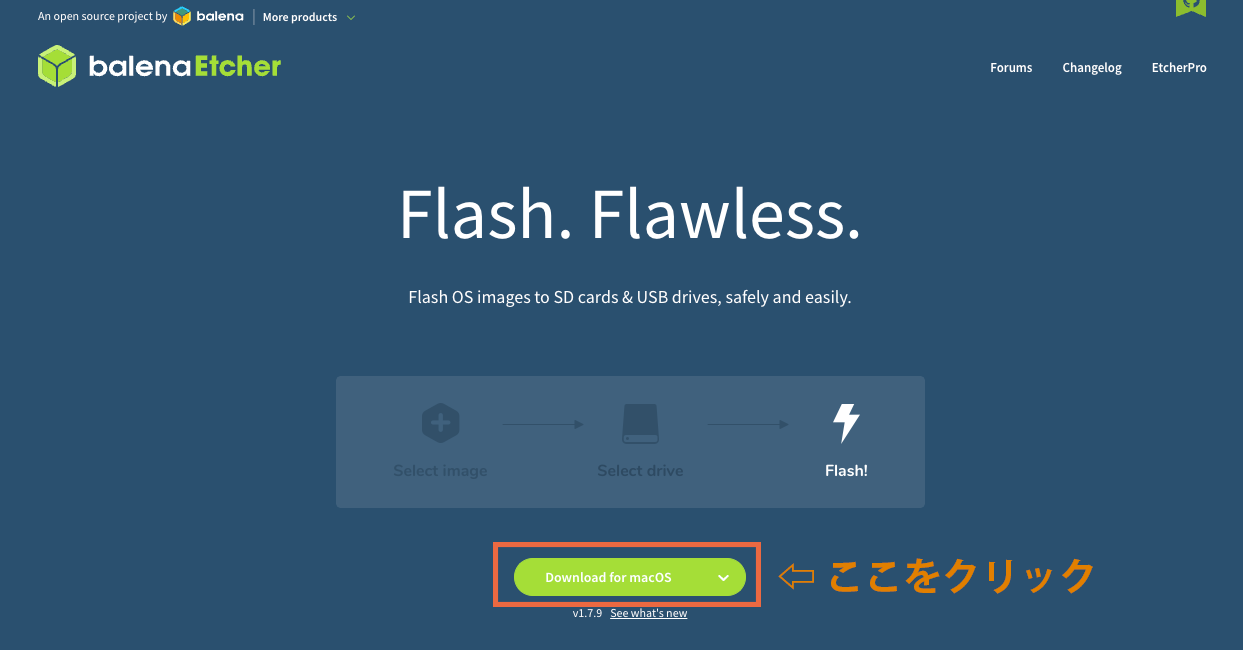 An open source project by balena More products
balenaEtcher
Forums Changelog EtcherPro
Flash. Flawless.
Flash OS images to SD cards & USB drives, safely and easily.
Select image Select drive Flash!
Download for macOS
⇦ ここをクリック
v1.7.9 See what's new